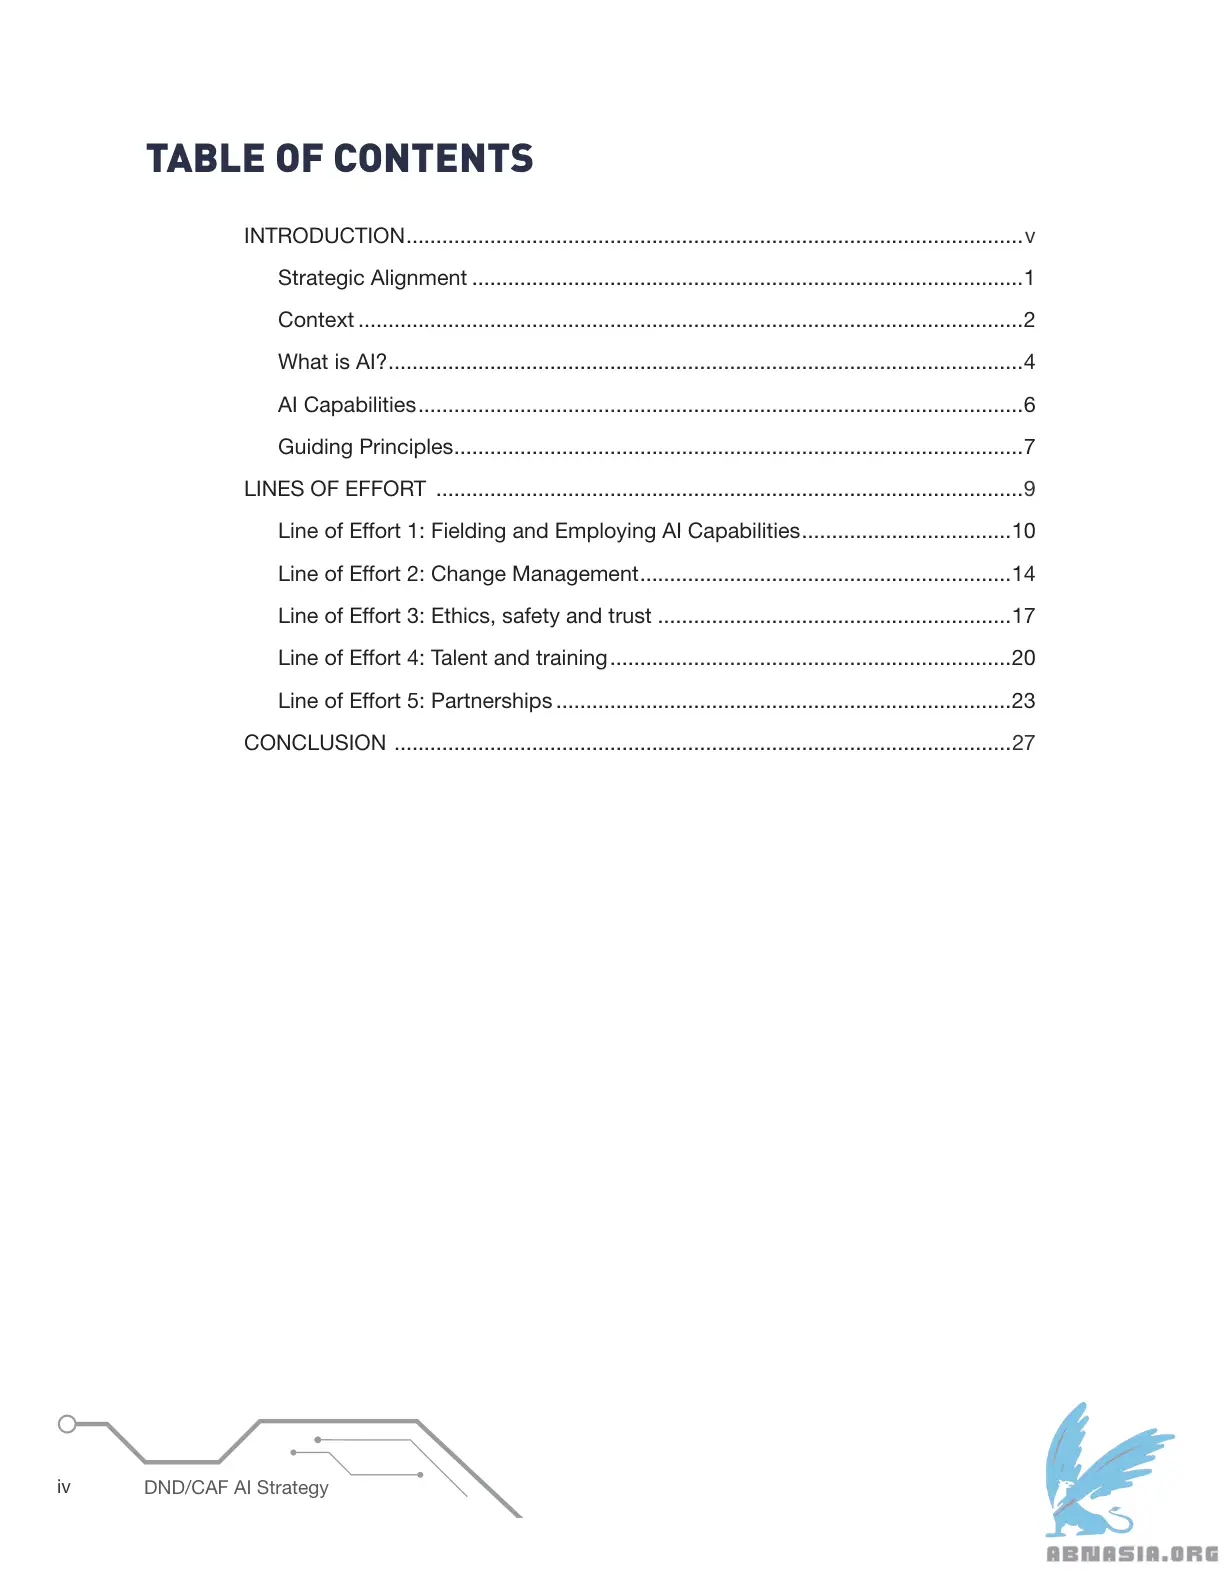 TABLE OF CONTENTS
INTRODUCTION.......................................................................................................v
Strategic Alignment ............................................................................................1
Context ...............................................................................................................2
What is AI?..........................................................................................................4
AI Capabilities.....................................................................................................6
Guiding Principles...............................................................................................7
LINES OF EFFORT ..................................................................................................9
Line of Effort 1: Fielding and Employing AI Capabilities...................................10
Line of Effort 2: Change Management..............................................................14
Line of Effort 3: Ethics, safety and trust ...........................................................17
Line of Effort 4: Talent and training...................................................................20
Line of Effort 5: Partnerships ............................................................................23
CONCLUSION .......................................................................................................27
iv DND/CAF AI Strategy
ABNASIA.ORG